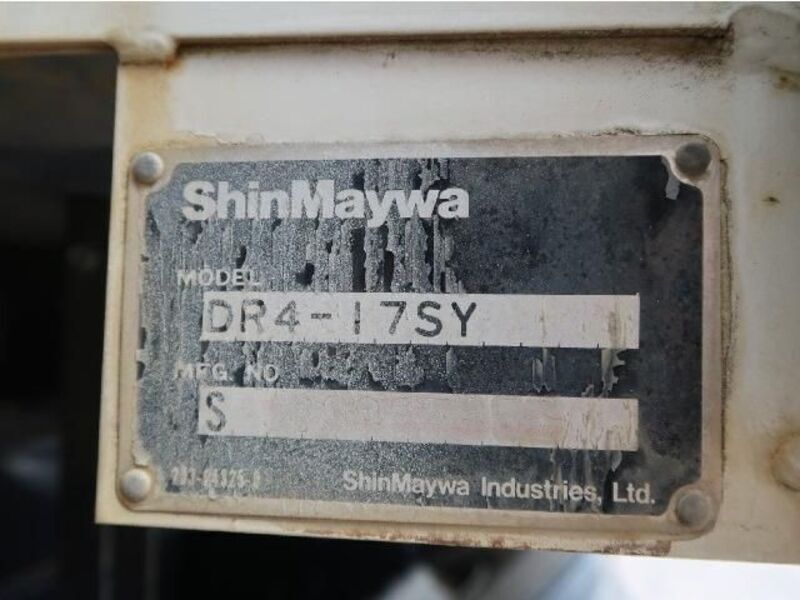 ShinMaywa
MODEL
DR4-17SY
MFG. NO.
S
ShinMaywa Industries, Ltd.